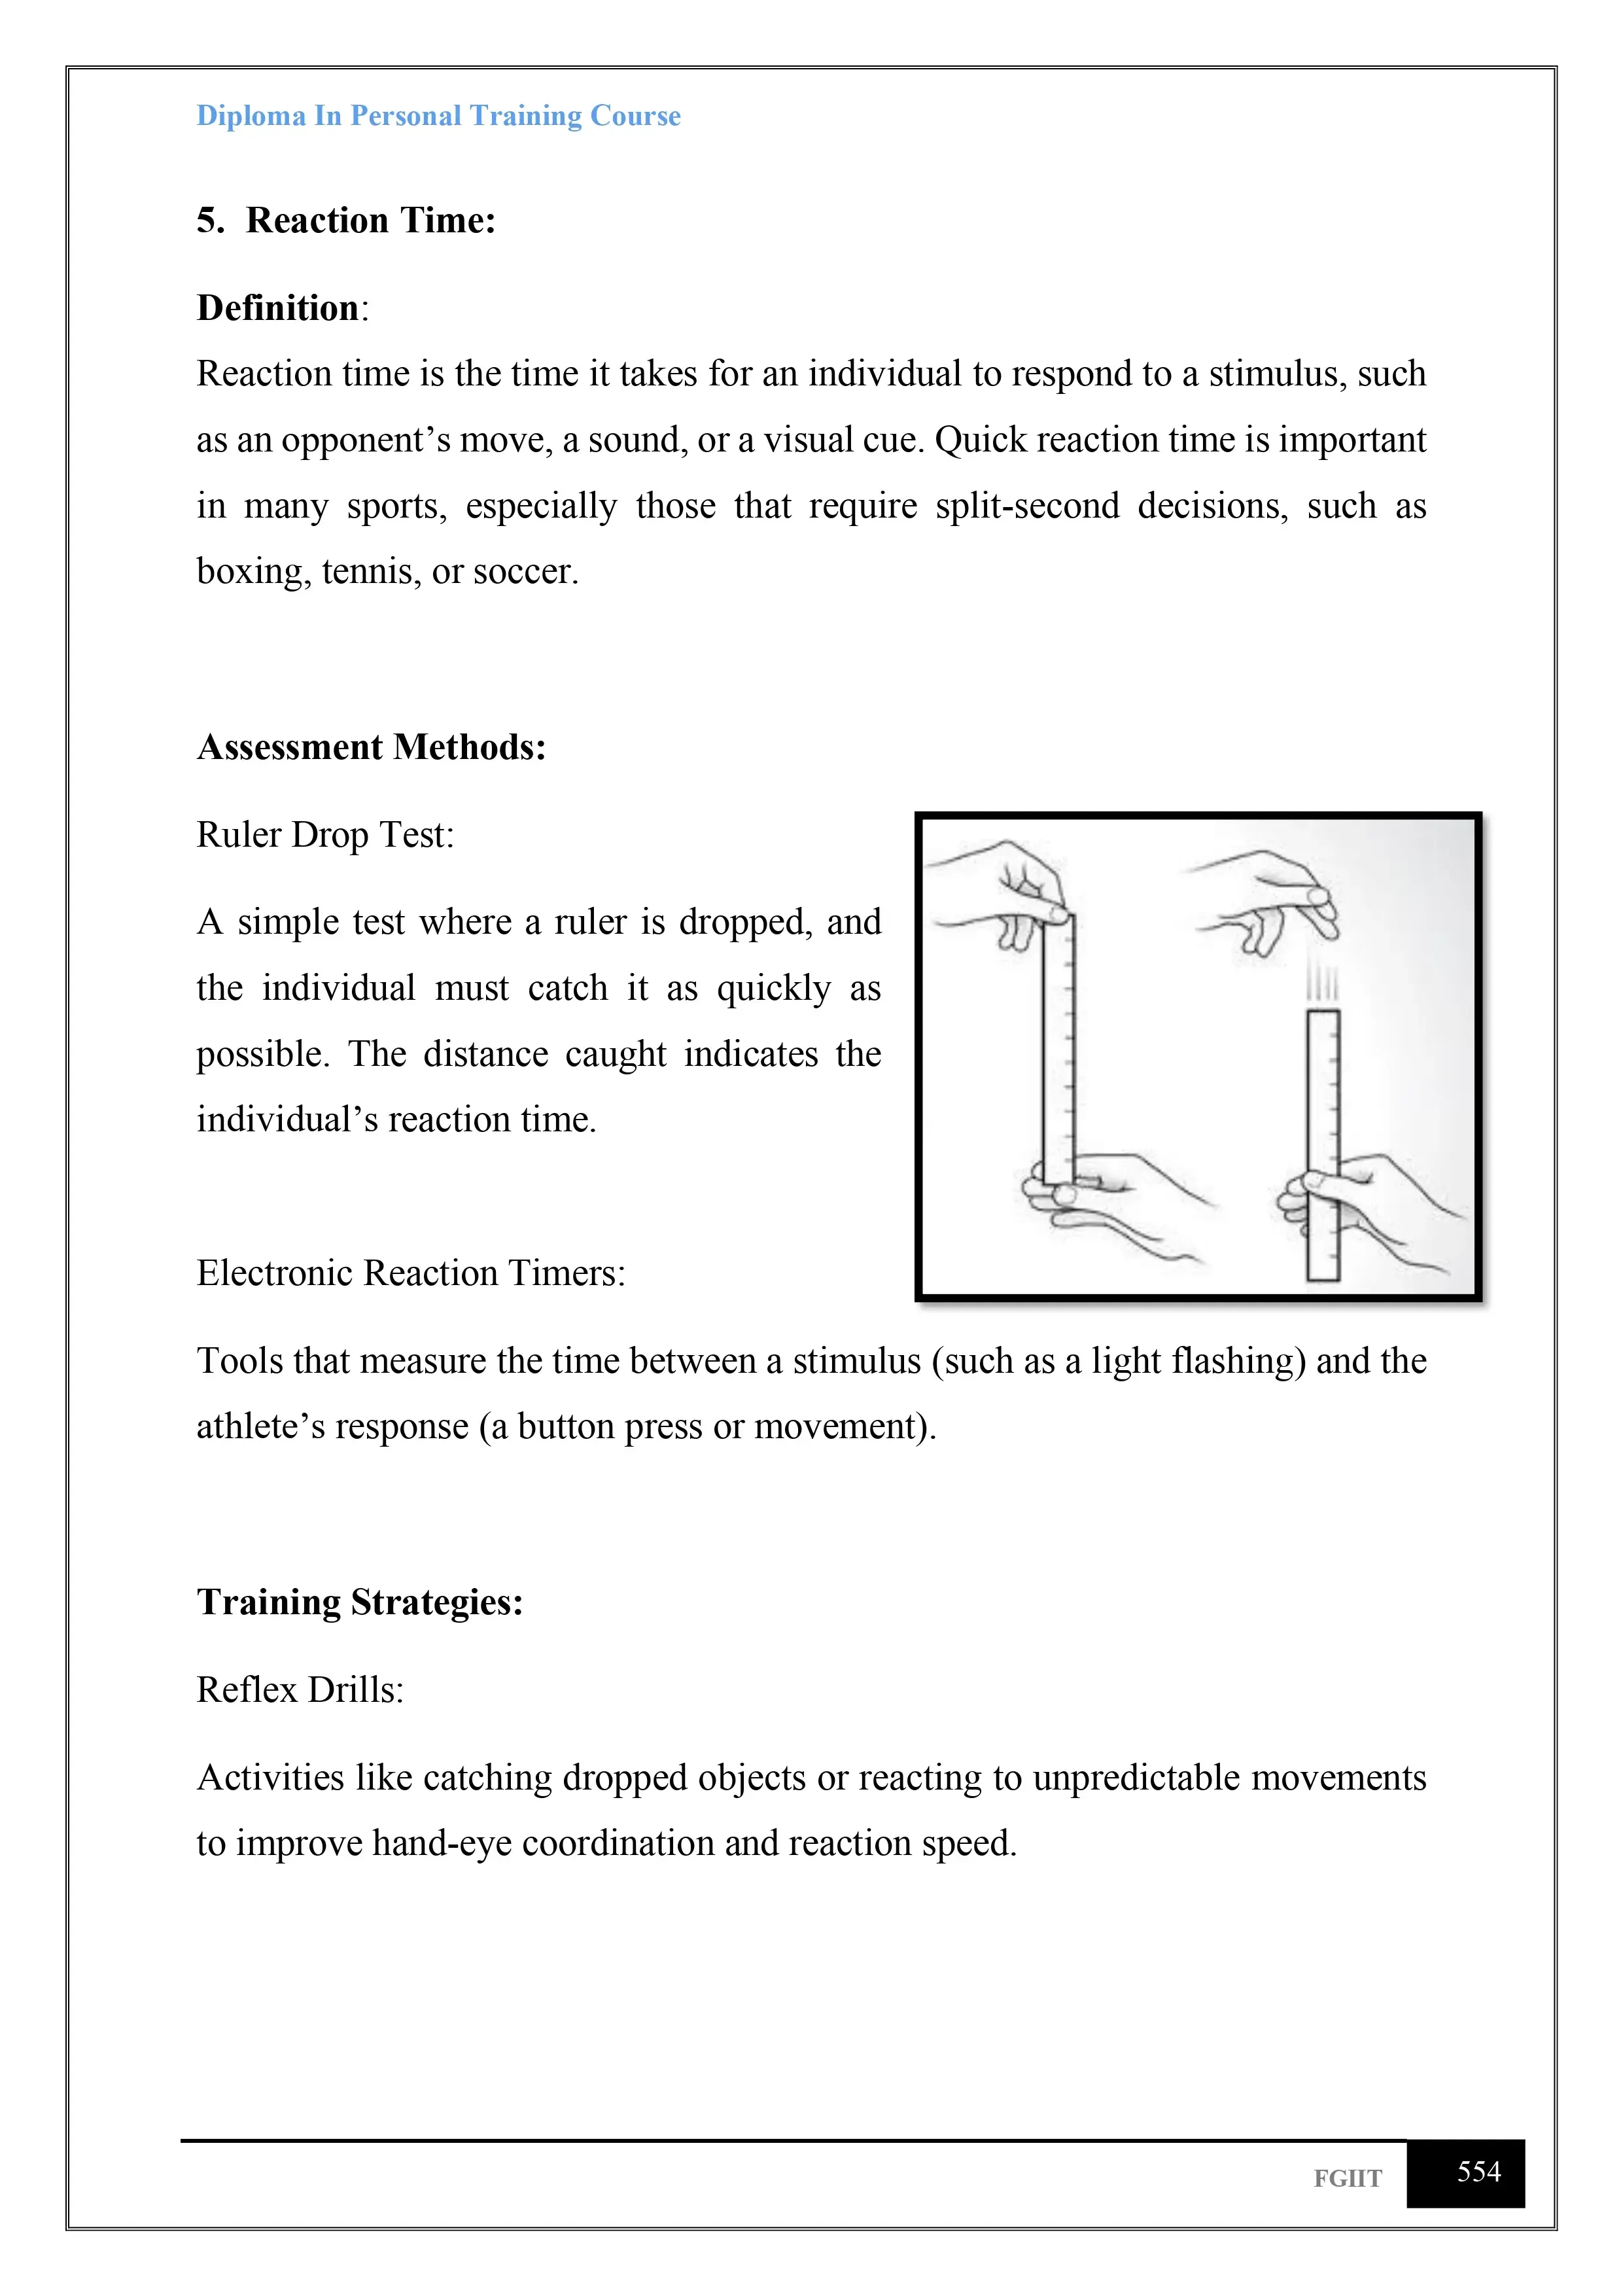 Diploma In Personal Training Course
5. Reaction Time:
Definition:
Reaction time is the time it takes for an individual to respond to a stimulus, such
as an opponent’s move, a sound, or a visual cue. Quick reaction time is important
in many sports, especially those that require split-second decisions, such as
boxing, tennis, or soccer.
Assessment Methods:
Ruler Drop Test:
A simple test where a ruler is dropped, and
the individual must catch it as quickly as
possible. The distance caught indicates the
individual’s reaction time.
Electronic Reaction Timers:
Tools that measure the time between a stimulus (such as a light flashing) and the
athlete’s response (a button press or movement).
Training Strategies:
Reflex Drills:
Activities like catching dropped objects or reacting to unpredictable movements
to improve hand-eye coordination and reaction speed.
FGIIT
554